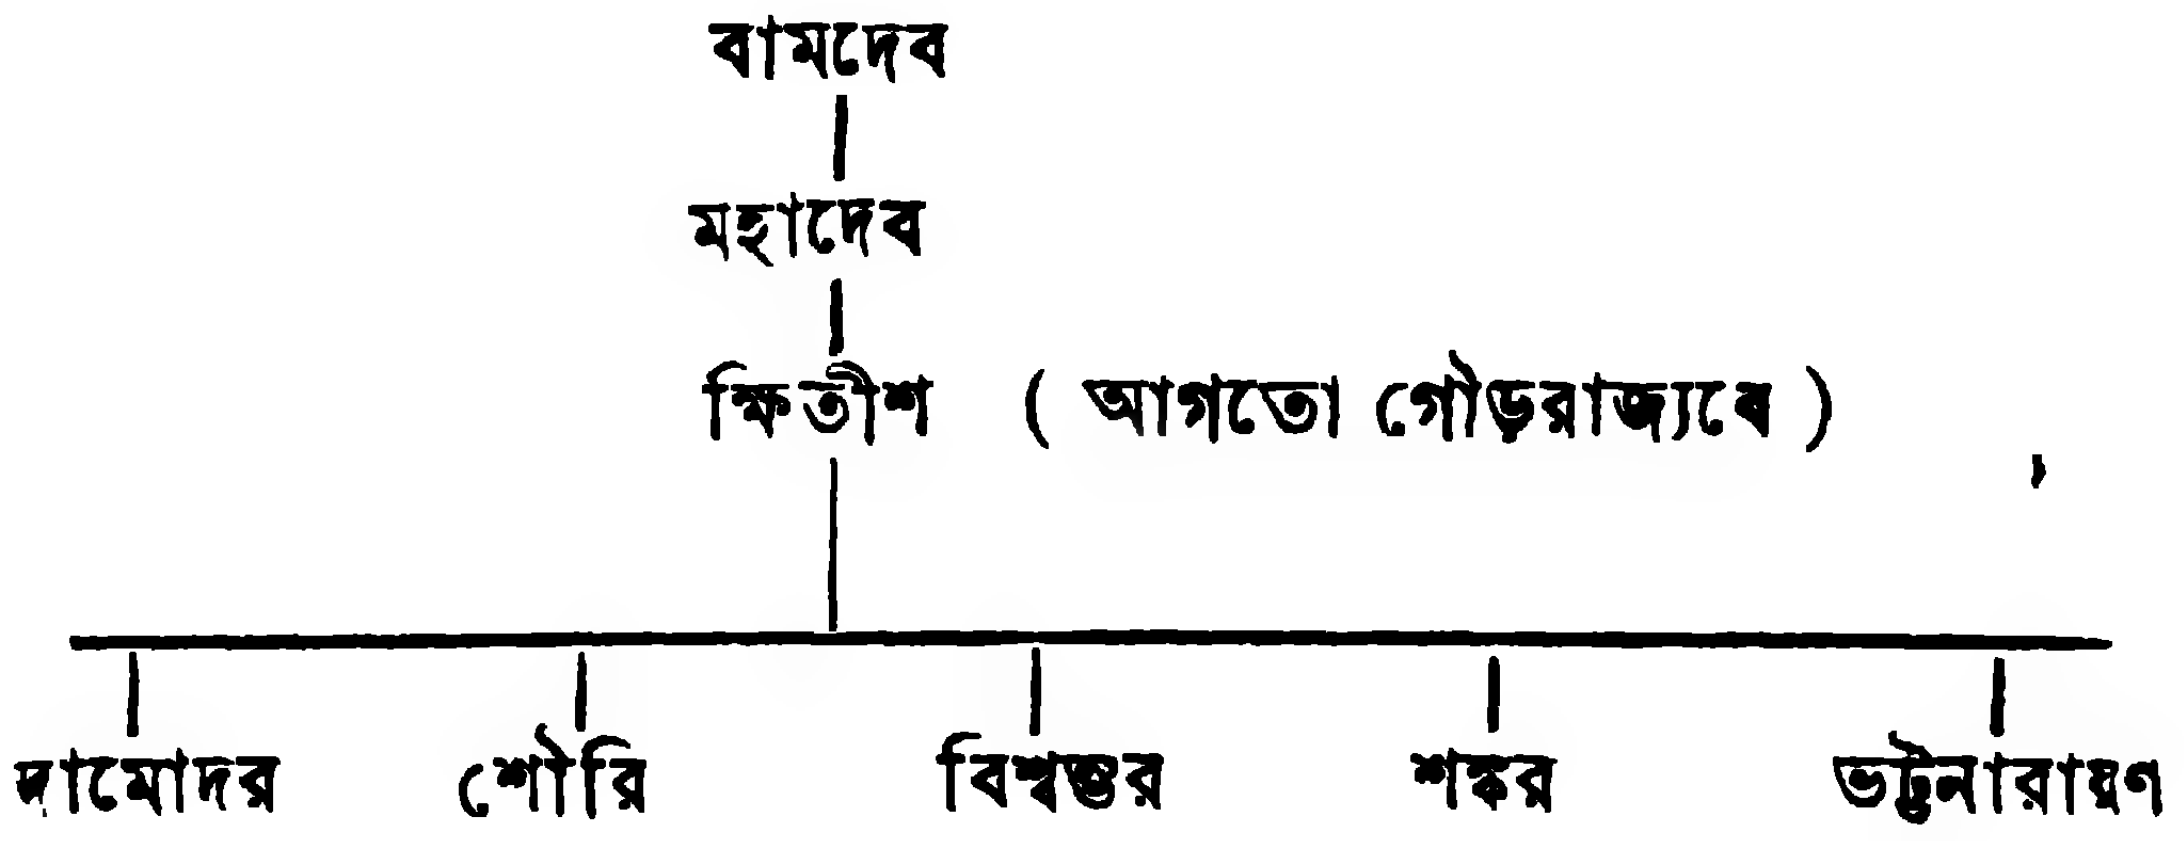 বামদেব
মহাদেব
ক্ষিতীশ ( আগতো গৌড়রাজ্যবে )
দামোদর শৌরি বিশ্বম্ভর শঙ্কর ভট্টনারায়ণ